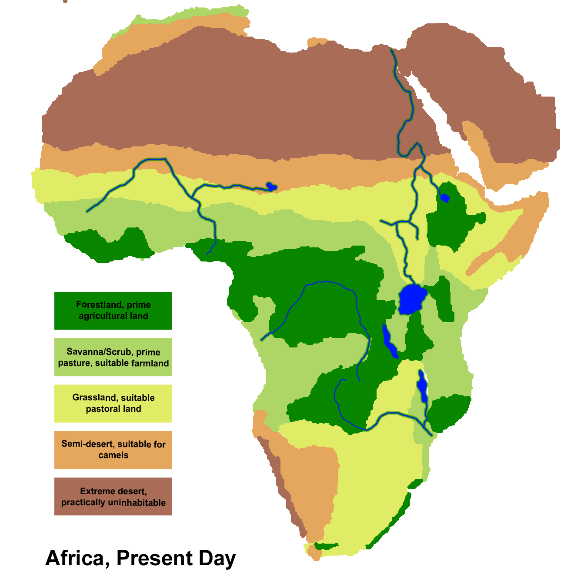 Forestland, prime
agricultural land
Savanna/Scrub, prime
pasture, suitable farmland
Grassland, suitable
pastoral land
Semi-desert, suitable for
camels
Extreme desert,
practically uninhabitable
Africa, Present Day